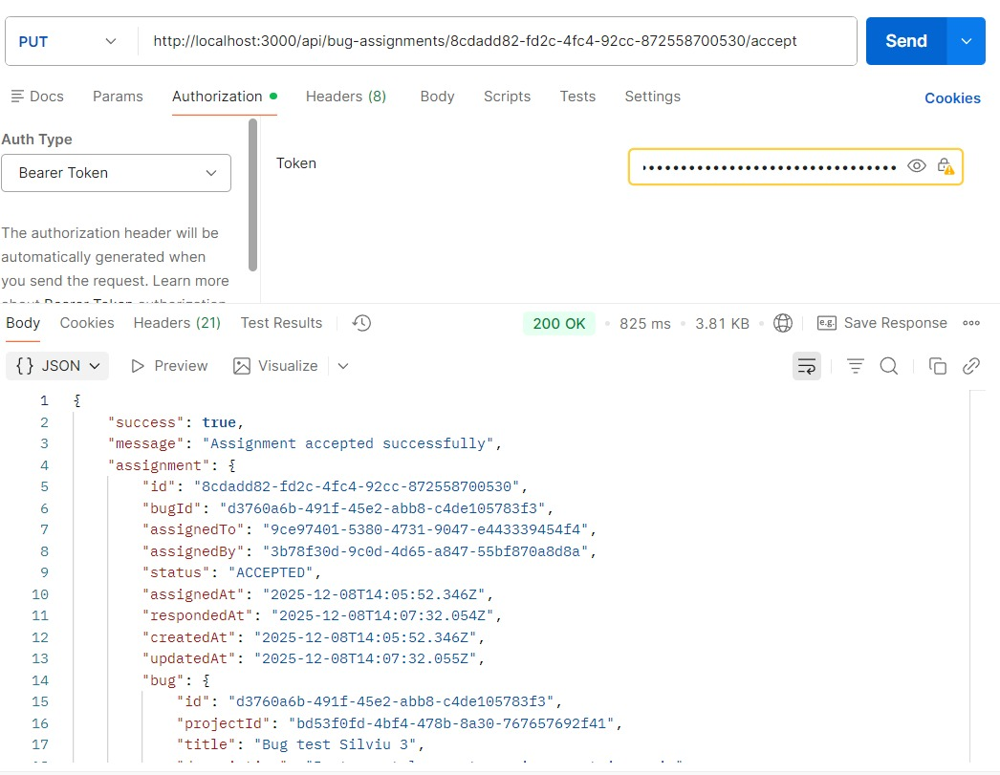 PUT http://localhost:3000/api/bug-assignments/8cdadd82-fd2c-4fc4-92cc-872558700530/accept Send
Docs Params Authorization Headers (8) Body Scripts Tests Settings Cookies
Auth Type
Bearer Token
Token
••••••••••••••••••••••••••••••••••
The authorization header will be
automatically generated when
you send the request. Learn more
about Bearer Token authorization
Body Cookies Headers (21) Test Results 200 OK • 825 ms • 3.81 KB • e.g. Save Response
{} JSON Preview Visualize
1 {
2 "success": true,
3 "message": "Assignment accepted successfully",
4 "assignment": {
5 "id": "8cdadd82-fd2c-4fc4-92cc-872558700530",
6 "bugId": "d3760a6b-491f-45e2-abb8-c4de105783f3",
7 "assignedTo": "9ce97401-5380-4731-9047-e443339454f4",
8 "assignedBy": "3b78f30d-9c0d-4d65-a847-55bf870a8d8a",
9 "status": "ACCEPTED",
10 "assignedAt": "2025-12-08T14:05:52.346Z",
11 "respondedAt": "2025-12-08T14:07:32.054Z",
12 "createdAt": "2025-12-08T14:05:52.346Z",
13 "updatedAt": "2025-12-08T14:07:32.055Z",
14 "bug": {
15 "id": "d3760a6b-491f-45e2-abb8-c4de105783f3",
16 "projectId": "bd53f0fd-4bf4-478b-8a30-767657692f41",
17 "title": "Bug test Silviu 3",